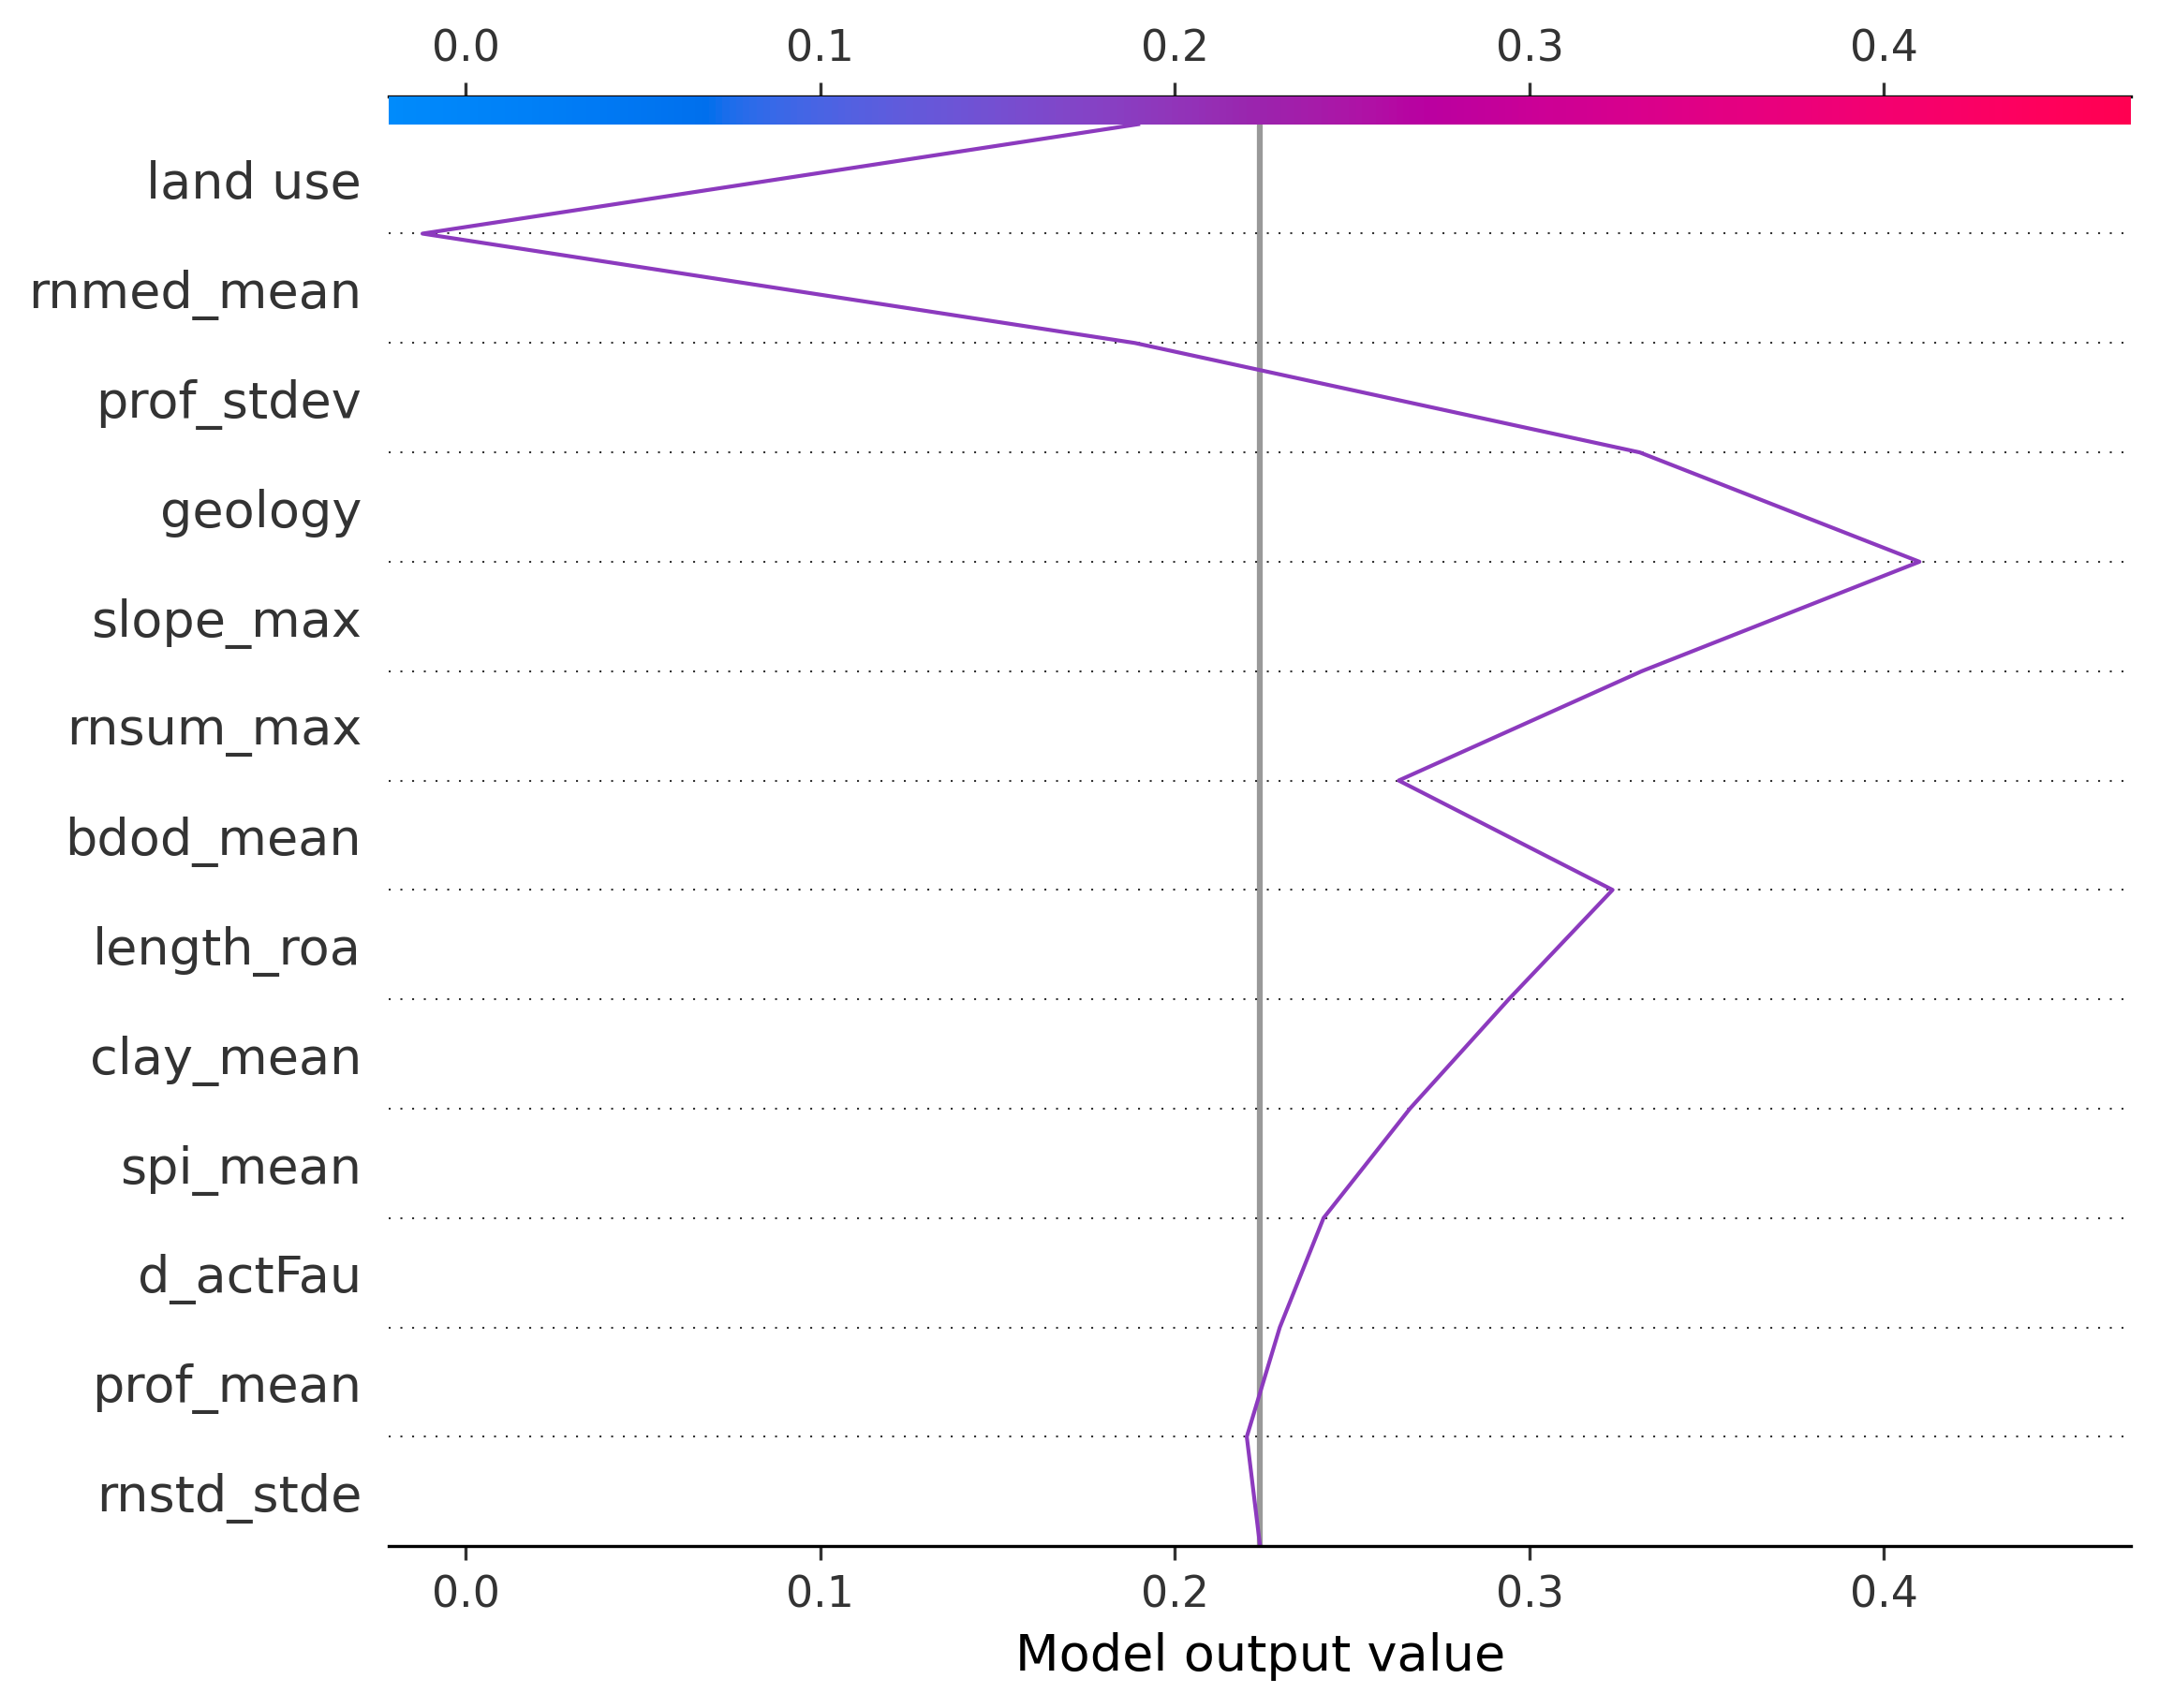 0.0 0.1 0.2 0.3 0.4
land use
rnmed_mean
prof_stdev
geology
slope_max
rnsum_max
bdod_mean
length_roa
clay_mean
spi_mean
d_actFau
prof_mean
rnstd_stde
0.0 0.1 0.2 0.3 0.4
Model output value